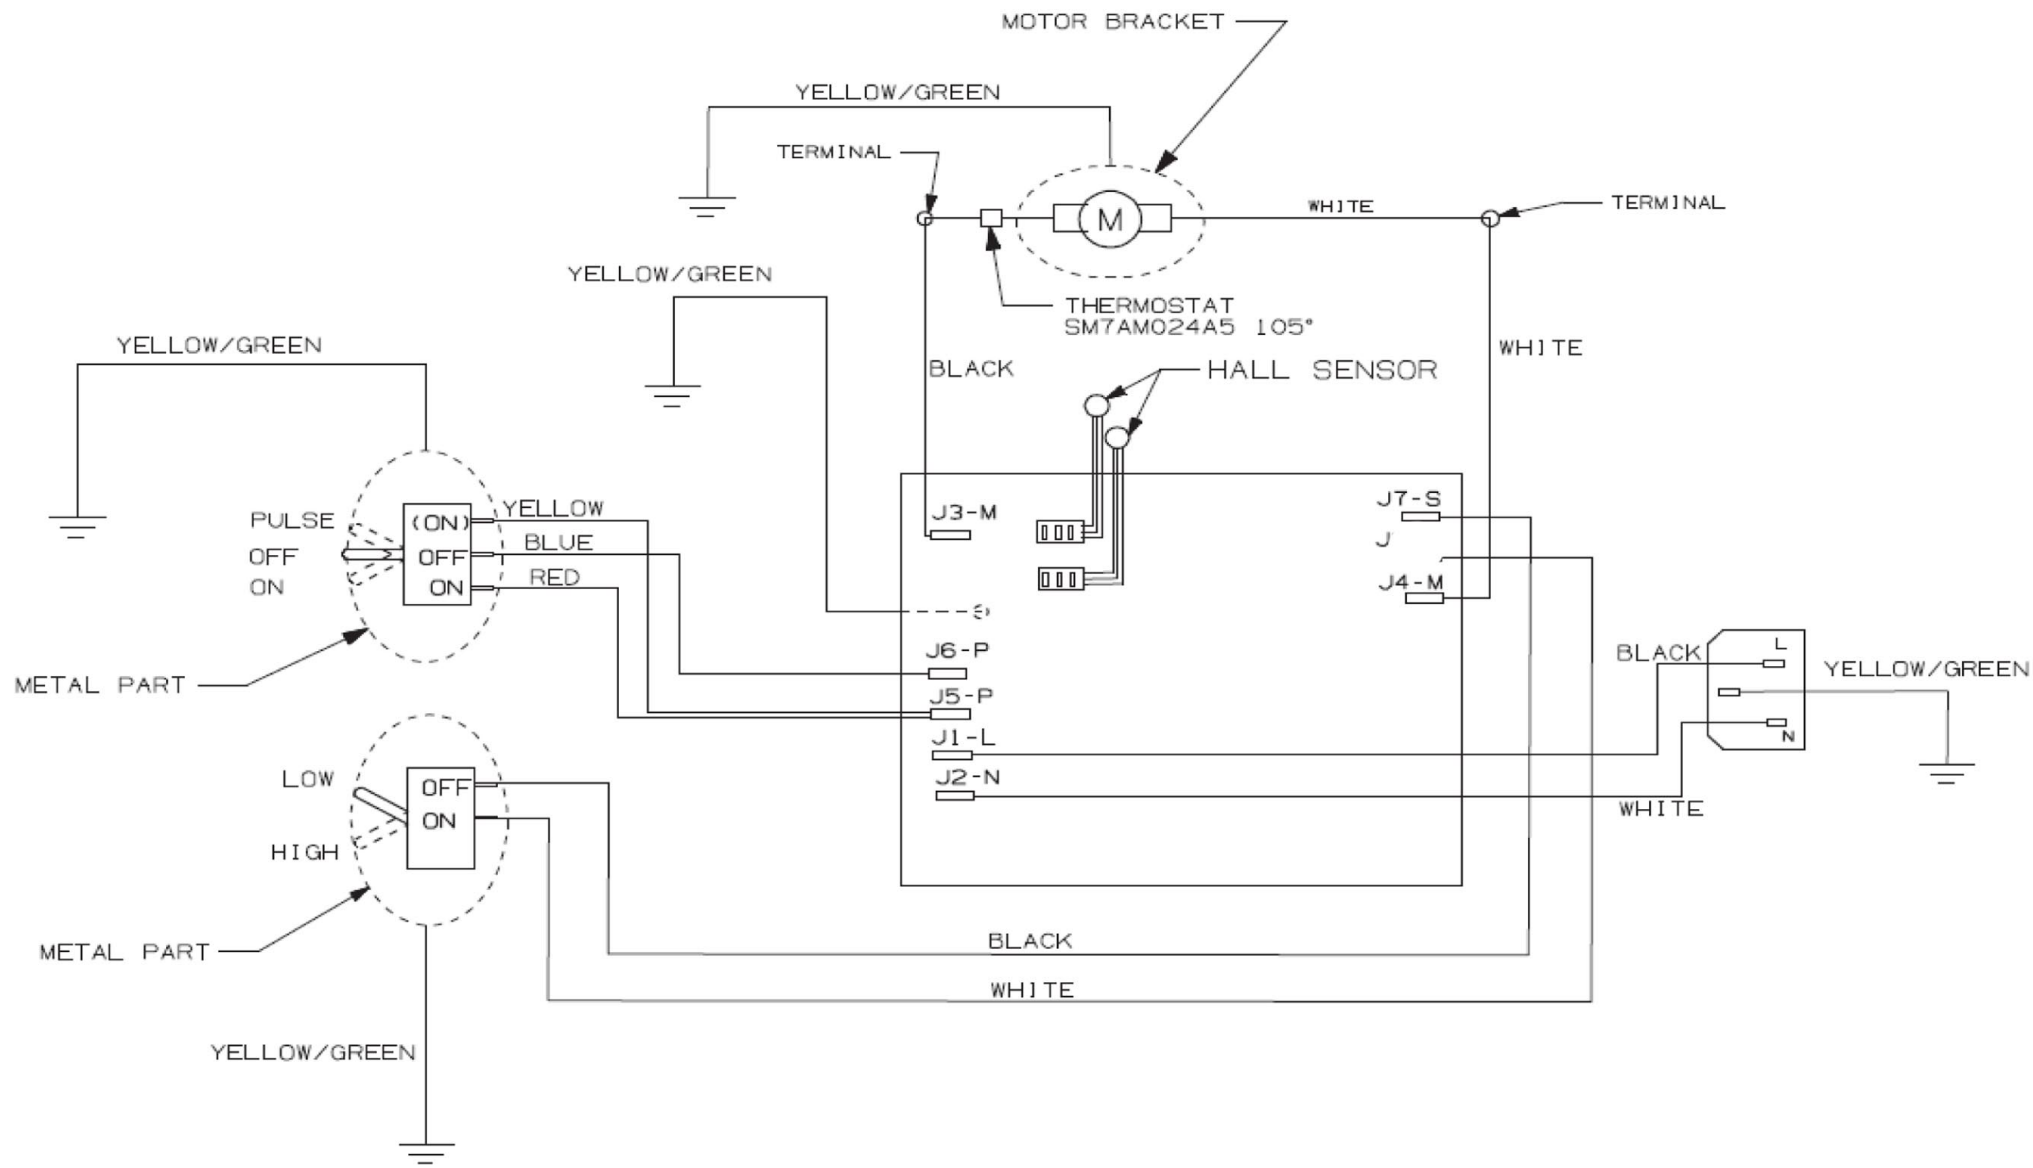 MOTOR BRACKET
YELLOW/GREEN
TERMINAL
M
WHITE
TERMINAL
YELLOW/GREEN
THERMOSTAT
SM7AM024A5 105°
YELLOW/GREEN
BLACK
HALL SENSOR
WHITE
PULSE
OFF
ON
(ON)
OFF
ON
YELLOW
BLUE
RED
J3-M
J7-S
J
J4-M
METAL PART
J6-P
J5-P
J1-L
J2-N
BLACK
L
N
YELLOW/GREEN
WHITE
LOW
HIGH
OFF
ON
METAL PART
BLACK
WHITE
YELLOW/GREEN